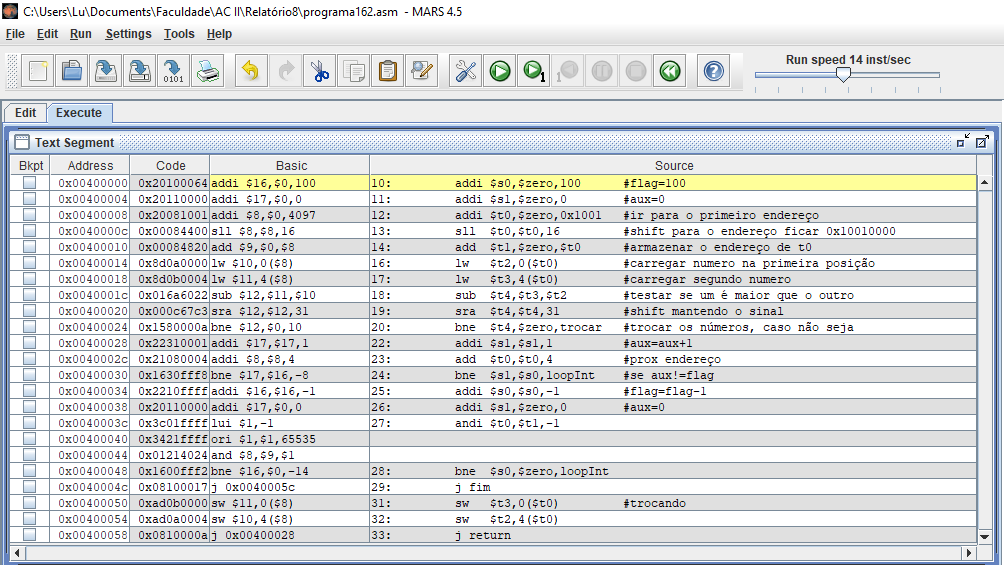 C:\Users\Lu\Documents\Faculdade\AC II\Relatório8\programa162.asm - MARS 4.5
File Edit Run Settings Tools Help
Run speed 14 inst/sec
0101
1
1
Edit Execute
Text Segment
Bkpt Address Code Basic Source
0x00400000 0x20100064 addi $16,$0,100 10: addi $s0,$zero,100 #flag=100
0x00400004 0x20110000 addi $17,$0,0 11: addi $s1,$zero,0 #aux=0
0x00400008 0x20081001 addi $8,$0,4097 12: addi $t0,$zero,0x1001 #ir para o primeiro endereço
0x0040000c 0x00084400 sll $8,$8,16 13: sll $t0,$t0,16 #shift para o endereço ficar 0x10010000
0x00400010 0x00084820 add $9,$0,$8 14: add $t1,$zero,$t0 #armazenar o endereço de t0
0x00400014 0x8d0a0000 lw $10,0($8) 16: lw $t2,0($t0) #carregar numero na primeira posição
0x00400018 0x8d0b0004 lw $11,4($8) 17: lw $t3,4($t0) #carregar segundo numero
0x0040001c 0x016a6022 sub $12,$11,$10 18: sub $t4,$t3,$t2 #testar se um é maior que o outro
0x00400020 0x000c67c3 sra $12,$12,31 19: sra $t4,$t4,31 #shift mantendo o sinal
0x00400024 0x1580000a bne $12,$0,10 20: bne $t4,$zero,trocar #trocar os números, caso não seja
0x00400028 0x22310001 addi $17,$17,1 22: addi $s1,$s1,1 #aux=aux+1
0x0040002c 0x21080004 addi $8,$8,4 23: add $t0,$t0,4 #prox endereço
0x00400030 0x1630fff8 bne $17,$16,-8 24: bne $s1,$s0,loopInt #se aux!=flag
0x00400034 0x2210ffff addi $16,$16,-1 25: addi $s0,$s0,-1 #flag=flag-1
0x00400038 0x20110000 addi $17,$0,0 26: addi $s1,$zero,0 #aux=0
0x0040003c 0x3c01ffff lui $1,-1 27: andi $t0,$t1,-1
0x00400040 0x3421ffff ori $1,$1,65535
0x00400044 0x01214024 and $8,$9,$1
0x00400048 0x1600fff2 bne $16,$0,-14 28: bne $s0,$zero,loopInt
0x0040004c 0x08100017 j 0x0040005c 29: j fim
0x00400050 0xad0b0000 sw $11,0($8) 31: sw $t3,0($t0) #trocando
0x00400054 0xad0a0004 sw $10,4($8) 32: sw $t2,4($t0)
0x00400058 0x0810000a j 0x00400028 33: j return